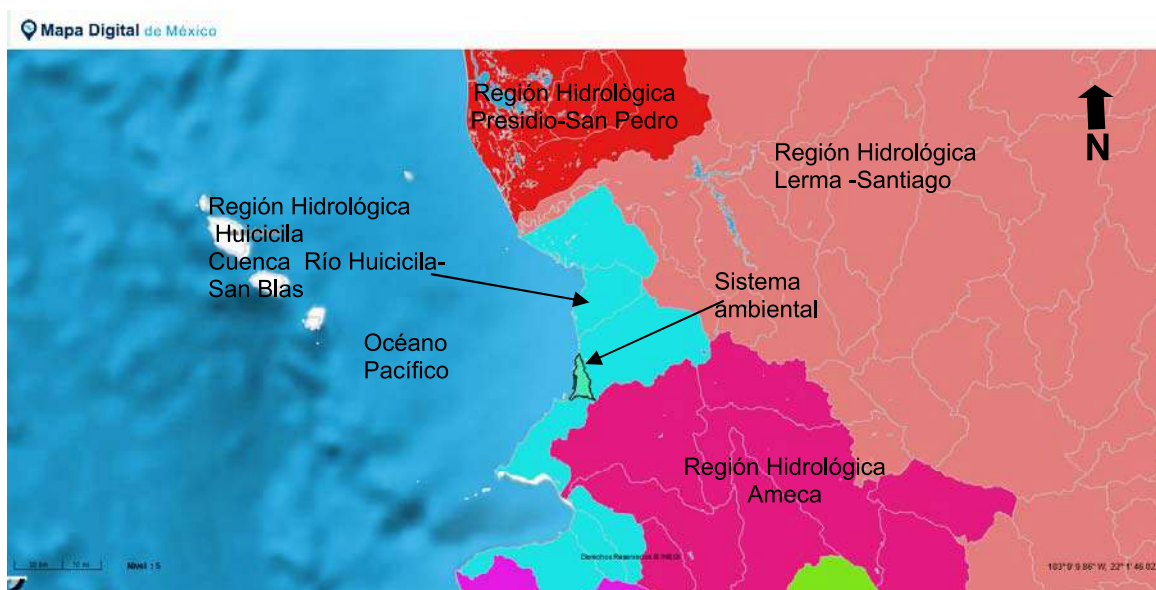 Mapa Digital de México
Región Hidrològica
Presidio-San Pedro
N
Región Hidrológica
Lerma -Santiago
Región Hidrológica
Huicicila
Cuenca Río Huicicila-
San Blas
Sistema
ambiental
Océano
Pacífico
Región Hidrológica
Ameca
Derechos Reservados
Nivel : 5